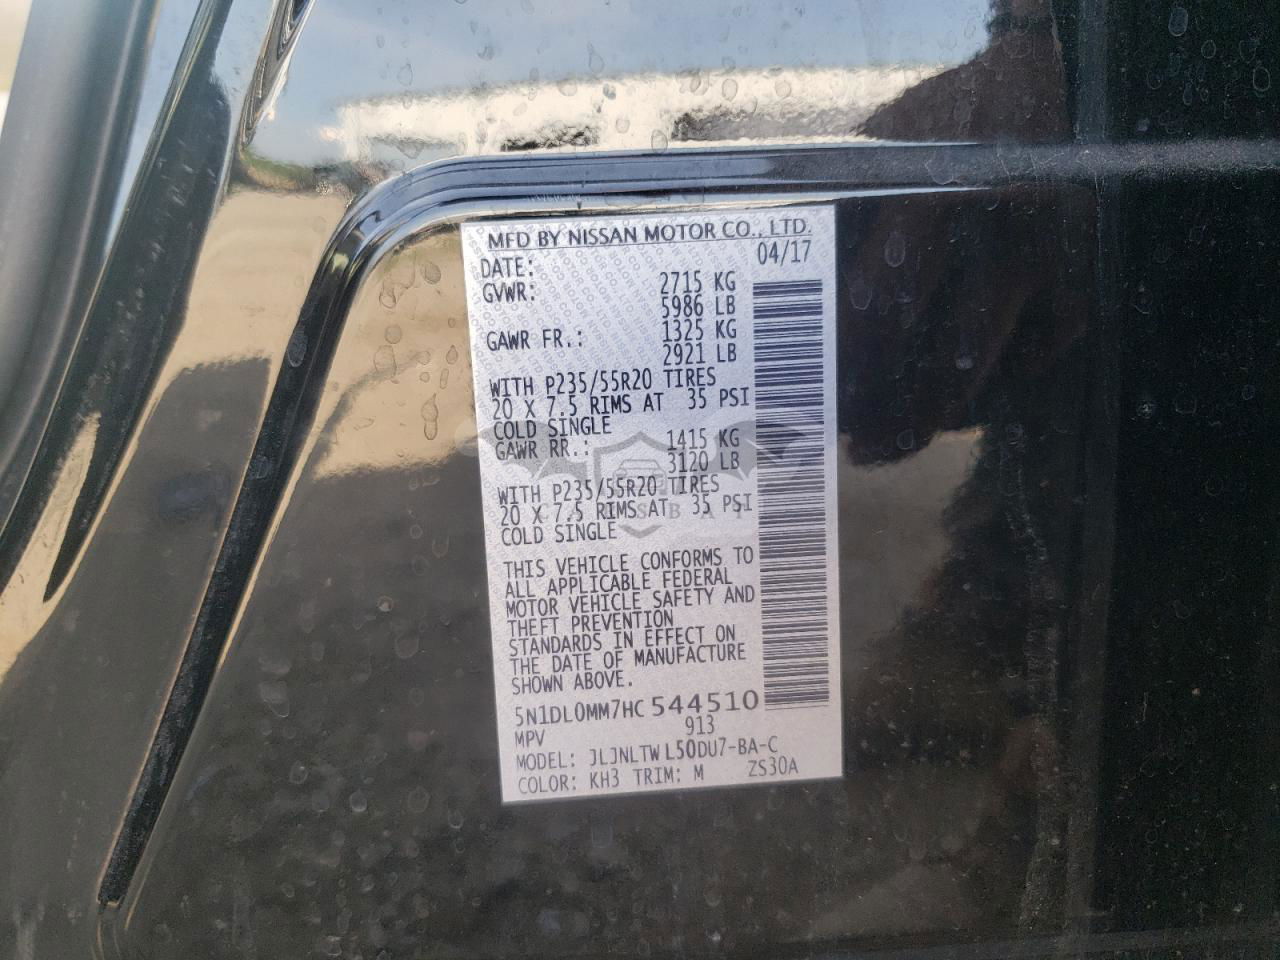 MFD BY NISSAN MOTOR CO., LTD.
DATE: 04/17
GVWR: 2715 KG
5986 LB
GAWR FR.: 1325 KG
2921 LB
WITH P235/55R20 TIRES
20 X 7.5 RIMS AT 35 PSI
COLD SINGLE
GAWR RR.: 1415 KG
3120 LB
WITH P235/55R20 TIRES
20 X 7.5 RIMS AT 35 PSI
COLD SINGLE
THIS VEHICLE CONFORMS TO
ALL APPLICABLE FEDERAL
MOTOR VEHICLE SAFETY AND
THEFT PREVENTION
STANDARDS IN EFFECT ON
THE DATE OF MANUFACTURE
SHOWN ABOVE.
5N1DL0MM7HC544510
MPV 913
MODEL: JLJNLTWL50DU7-BA-C
COLOR: KH3 TRIM: M ZS30A